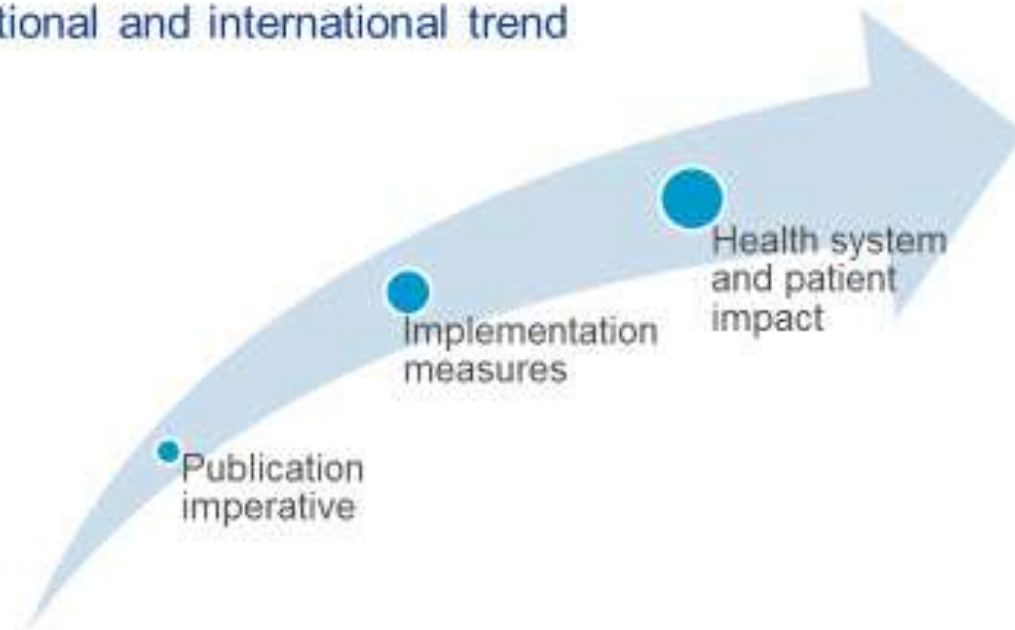 tional and international trend
Health system
and patient
impact
Implementation
measures
Publication
imperative